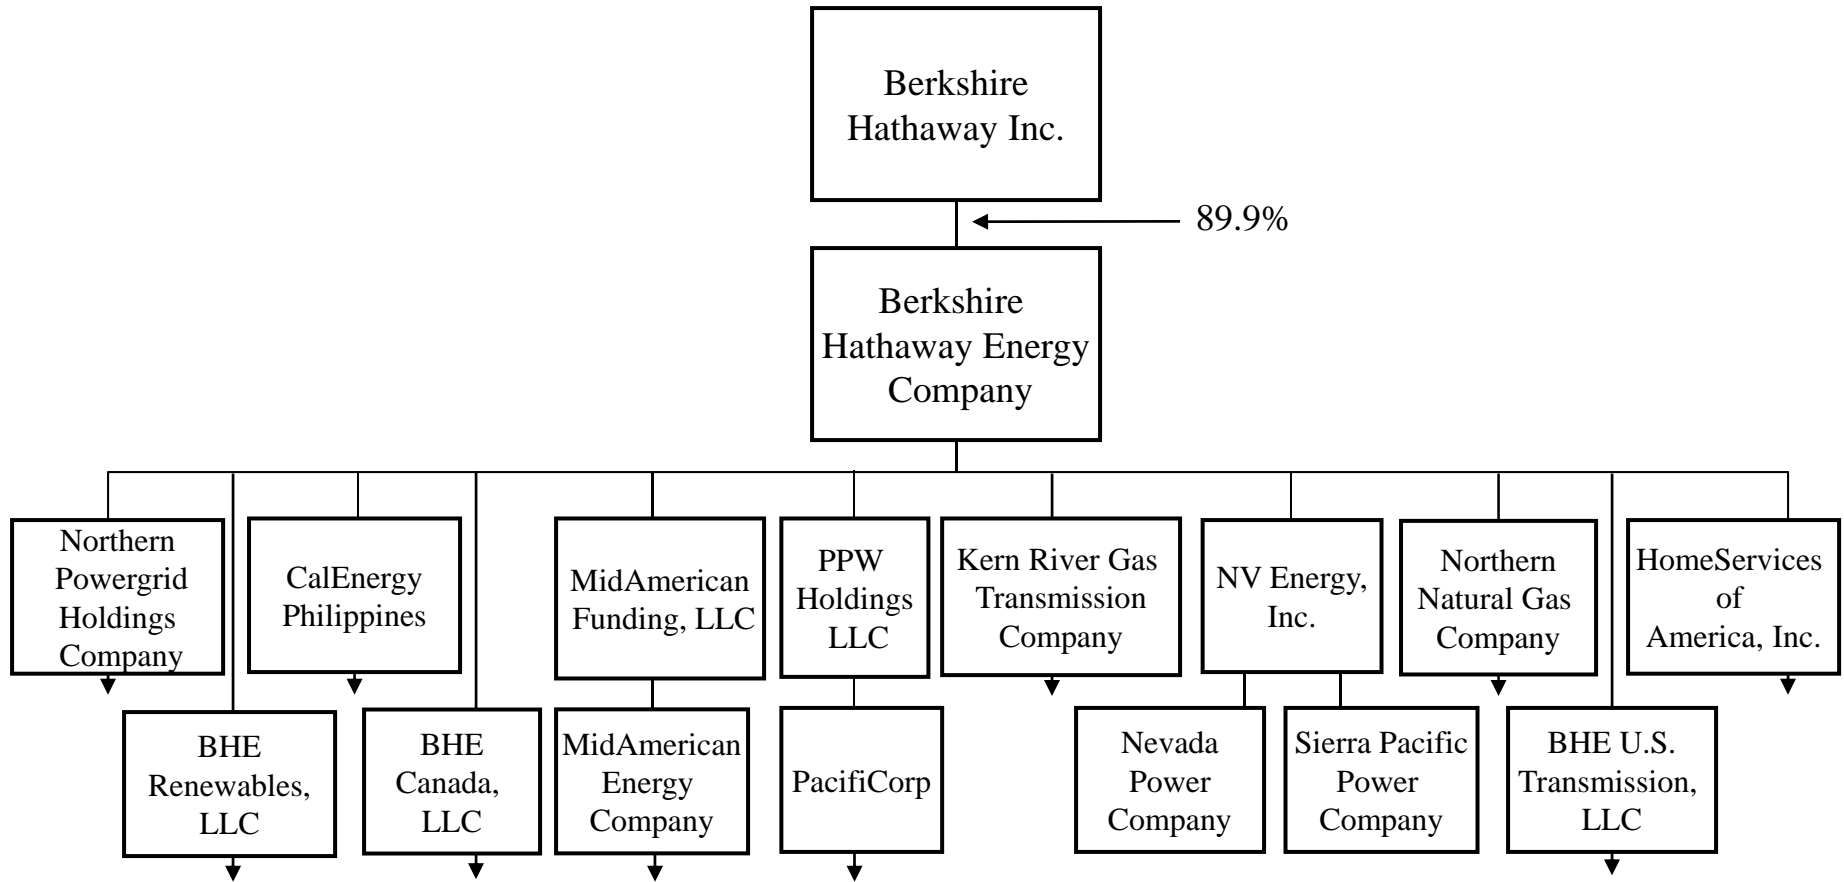 Berkshire
Hathaway Inc.
89.9%
Berkshire
Hathaway Energy
Company
Northern
Powergrid
Holdings
Company
CalEnergy
Philippines
MidAmerican
Funding, LLC
PPW
Holdings
LLC
Kern River Gas
Transmission
Company
NV Energy,
Inc.
Northern
Natural Gas
Company
HomeServices
of
America, Inc.
BHE
Renewables,
LLC
BHE
Canada,
LLC
MidAmerican
Energy
Company
PacifiCorp
Nevada
Power
Company
Sierra Pacific
Power
Company
BHE U.S.
Transmission,
LLC